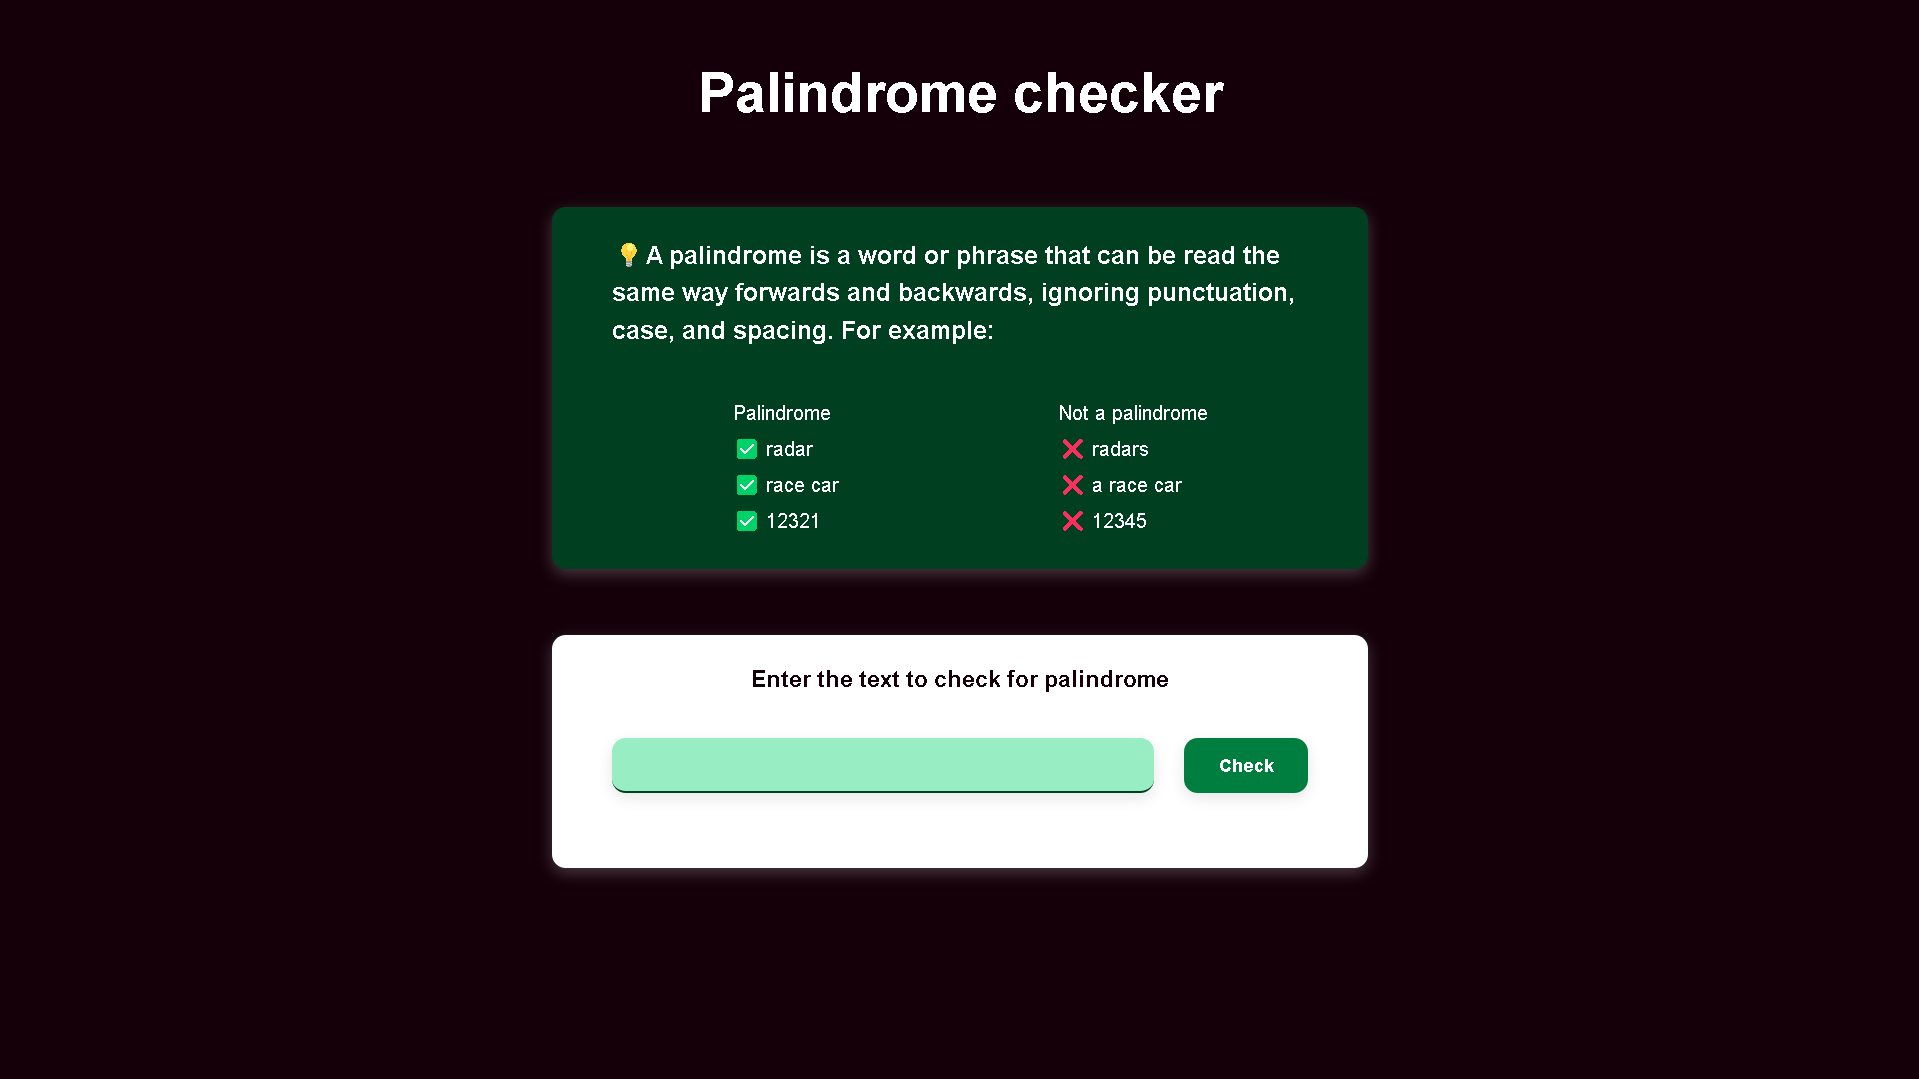 Palindrome checker
💡 A palindrome is a word or phrase that can be read the
same way forwards and backwards, ignoring punctuation,
case, and spacing. For example:
Palindrome
✅ radar
✅ race car
✅ 12321
Not a palindrome
❌ radars
❌ a race car
❌ 12345
Enter the text to check for palindrome
Check